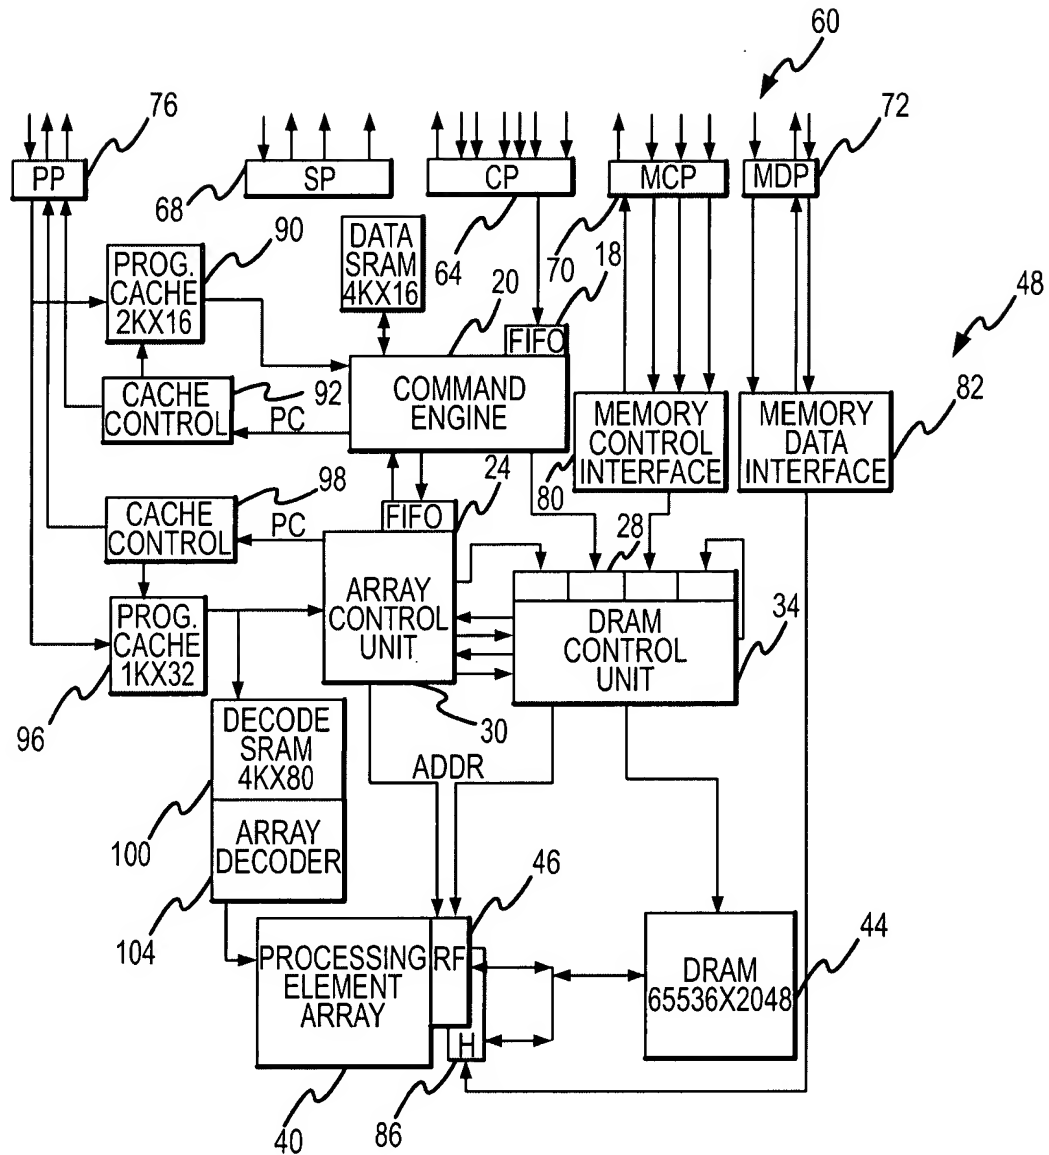 60
76
72
PP
SP
CP
MCP
MDP
68
64
70
18
90
DATA
SRAM
4KX16
20
48
PROG.
CACHE
2KX16
FIFO
CACHE
CONTROL
92
PC
COMMAND
ENGINE
MEMORY
CONTROL
INTERFACE
MEMORY
DATA
INTERFACE
82
80
24
98
CACHE
CONTROL
PC
FIFO
28
ARRAY
CONTROL
UNIT
DRAM
CONTROL
UNIT
34
PROG.
CACHE
1KX32
96
30
DECODE
SRAM
4KX80
ADDR
100
ARRAY
DECODER
104
46
44
PROCESSING
ELEMENT
ARRAY
RF
DRAM
65536X2048
H
40
86